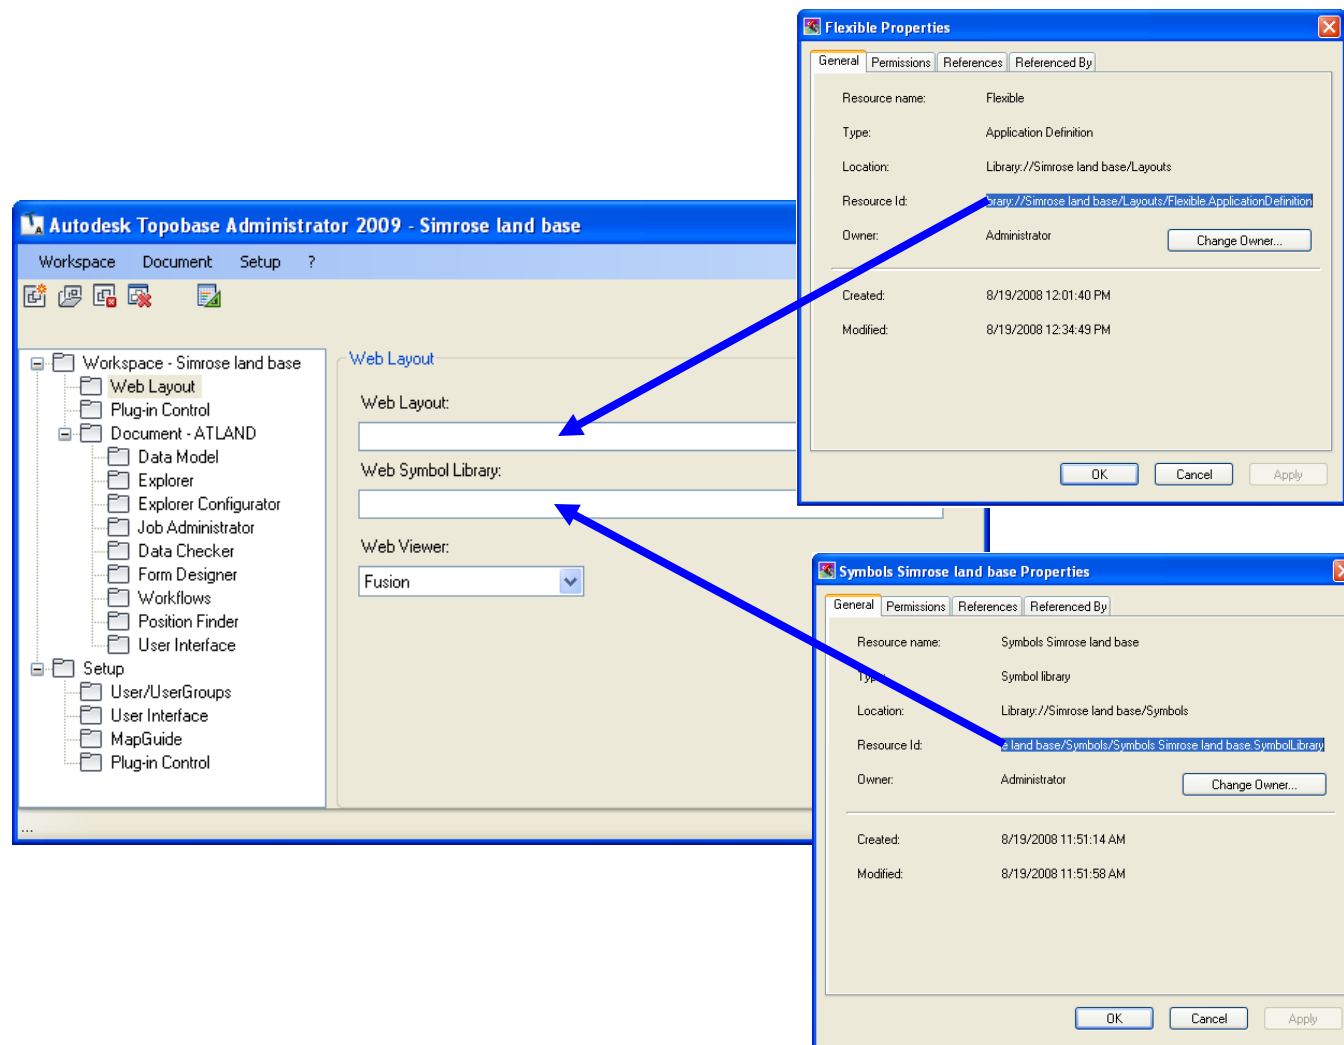 Flexible Properties
General Permissions References Referenced By
Resource name: Flexible
Type: Application Definition
Location: Library://Simrose land base/Layouts
Resource Id: brary://Simrose land base/Layouts/Flexible.ApplicationDefinition
Owner: Administrator Change Owner...
Created: 8/19/2008 12:01:40 PM
Modified: 8/19/2008 12:34:49 PM
OK Cancel Apply
Autodesk Topobase Administrator 2009 - Simrose land base
Workspace Document Setup ?
Workspace - Simrose land base
Web Layout
Plug-in Control
Document - ATLAND
Data Model
Explorer
Explorer Configurator
Job Administrator
Data Checker
Form Designer
Workflows
Position Finder
User Interface
Setup
User/UserGroups
User Interface
MapGuide
Plug-in Control
...
Web Layout
Web Layout:
Web Symbol Library:
Web Viewer:
Fusion
Symbols Simrose land base Properties
General Permissions References Referenced By
Resource name: Symbols Simrose land base
Type: Symbol library
Location: Library://Simrose land base/Symbols
Resource Id: e land base/Symbols/Symbols Simrose land base.SymbolLibrary
Owner: Administrator Change Owner...
Created: 8/19/2008 11:51:14 AM
Modified: 8/19/2008 11:51:58 AM
OK Cancel Apply